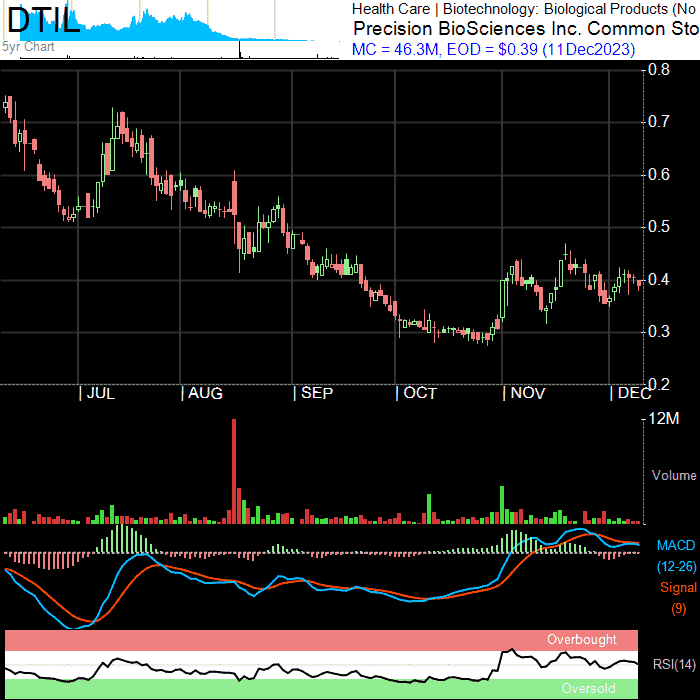 DTIL
Health Care | Biotechnology: Biological Products (No
Precision BioSciences Inc. Common Sto
5yr Chart
MC = 46.3M, EOD = $0.39 (11Dec2023)
0.8
0.7
0.6
0.5
0.4
0.3
0.2
| JUL | AUG | SEP | OCT | NOV | DEC
12M
Volume
MACD
(12-26)
Signal
(9)
Overbought
RSI(14)
Oversold